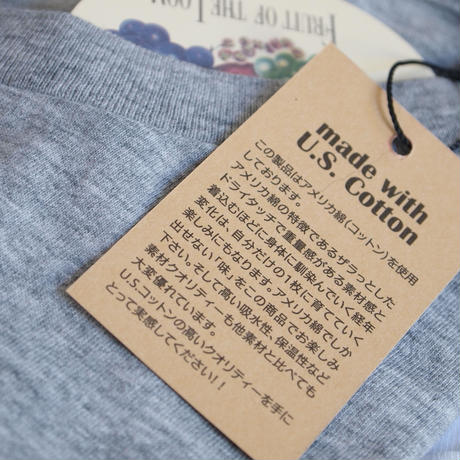 FRUIT OF THE LOOM
made with
U.S. Cotton
この製品はアメリカ綿（コットン）を使用
しております。
アメリカ綿の特徴であるザラっとした
ドライタッチで重量感がある素材感と
着込むほどに身体に馴染んでいく経年
変化は、自分だけの1枚に育てていく
楽しみにもなります。アメリカ綿でしか
出せない「味」を、この商品でお楽しみ
下さい。そして高い吸水性、保温性など
素材クオリティーも他素材と比べても
大変優れています。
U.S.コットンの高いクオリティーを手に
とって実感してください！！